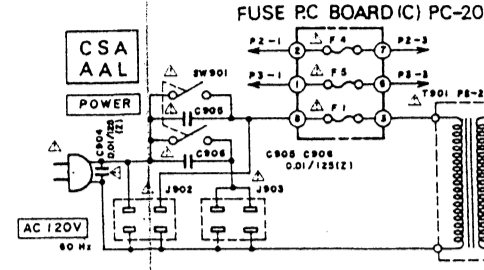 FUSE P.C BOARD (C) PC-20
P2-1 2 F4 7 P2-3
CSA
AAL
SW901
P3-1 1 F5 6 P3-3
POWER
C905
F1
T901 PS-2
C904
0.01/125
(Z)
C906
C905 C906
0.01/125(Z)
J902
J903
AC 120V
60 Hz